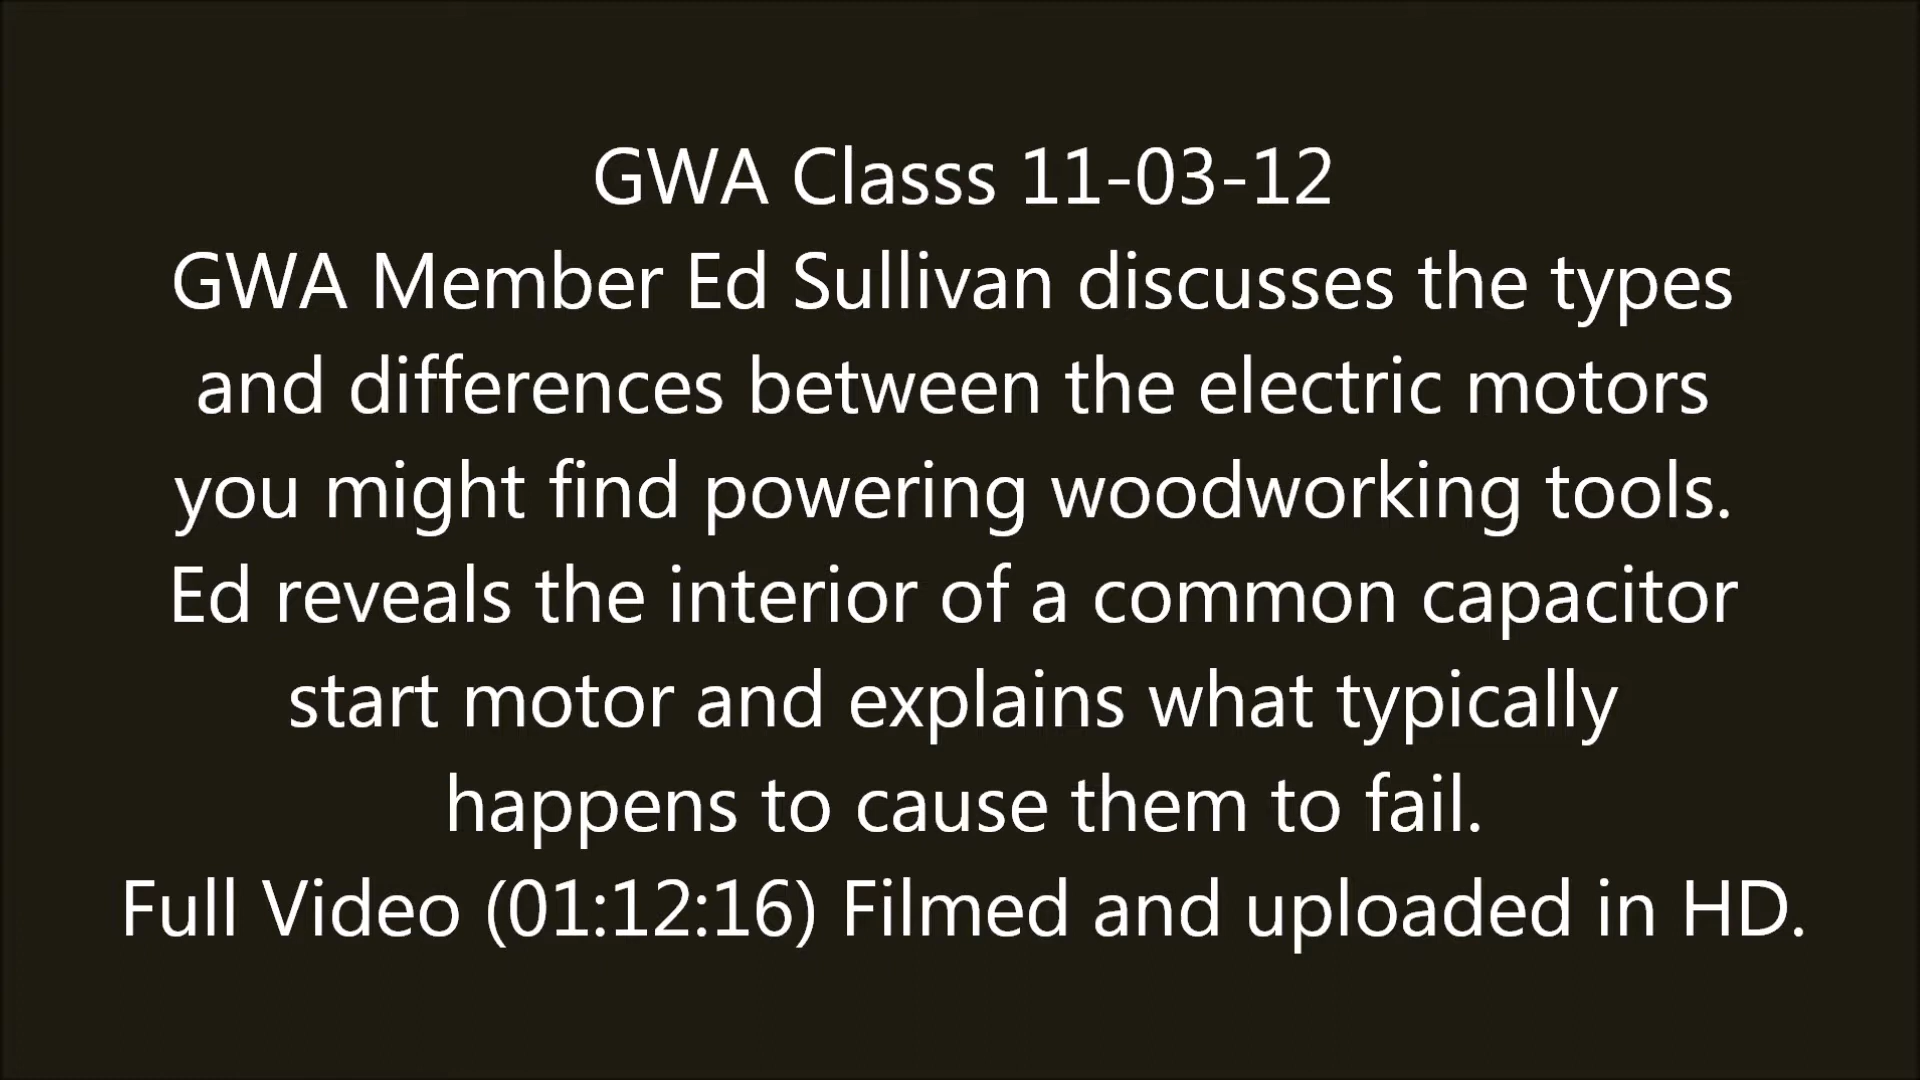 GWA Classs 11-03-12
GWA Member Ed Sullivan discusses the types
and differences between the electric motors
you might find powering woodworking tools.
Ed reveals the interior of a common capacitor
start motor and explains what typically
happens to cause them to fail.
Full Video (01:12:16) Filmed and uploaded in HD.